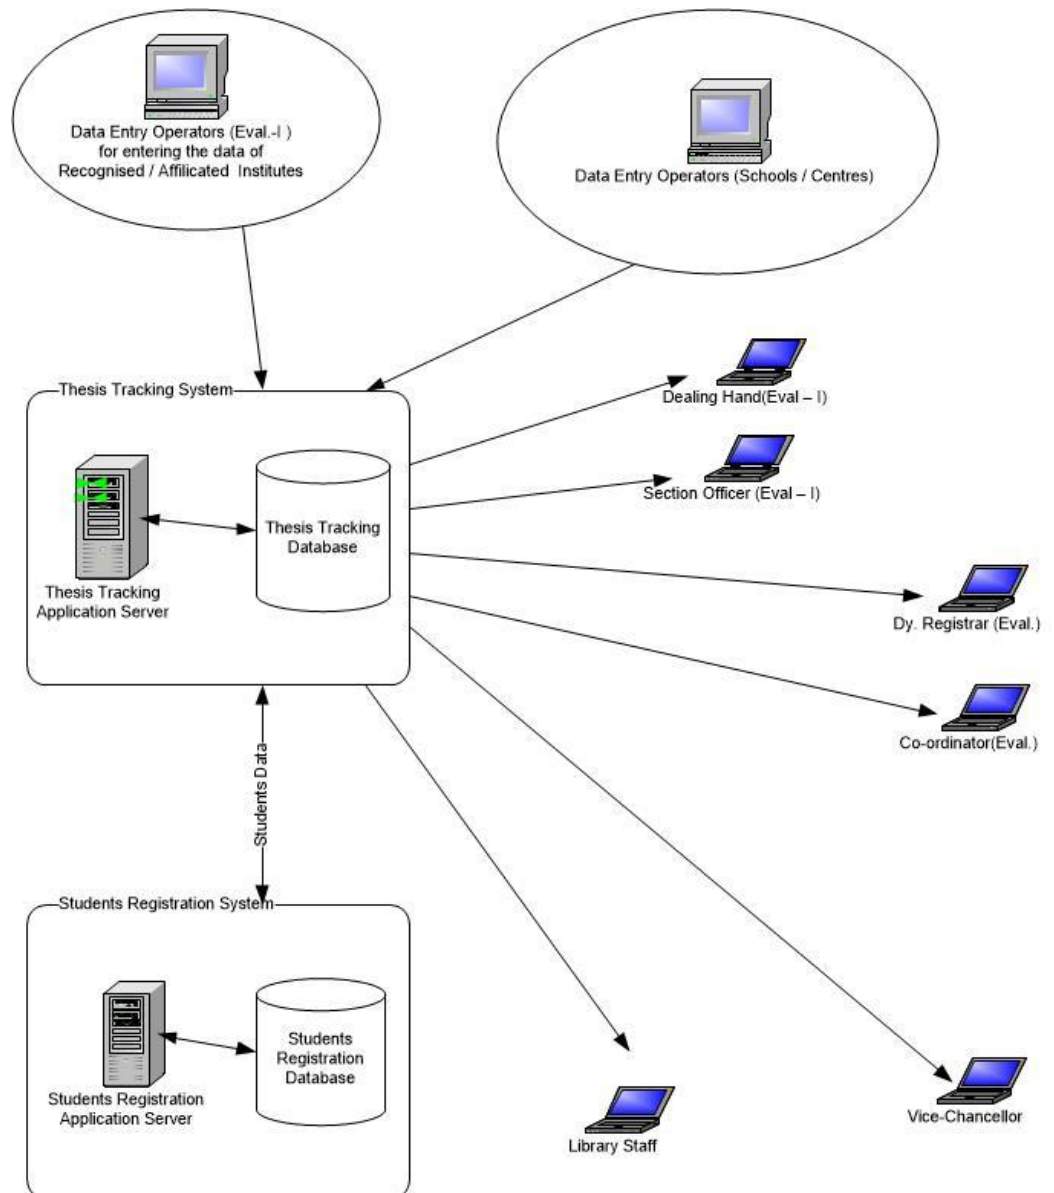 Data Entry Operators (Eval.-I )
for entering the data of
Recognised / Affilicated Institutes
Data Entry Operators (Schools / Centres)
Thesis Tracking System
Dealing Hand(Eval – I)
Section Officer (Eval – I)
Thesis Tracking
Database
Thesis Tracking
Application Server
Dy. Registrar (Eval.)
Co-ordinator(Eval.)
Students Data
Students Registration System
Students
Registration
Database
Students Registration
Application Server
Library Staff
Vice-Chancellor